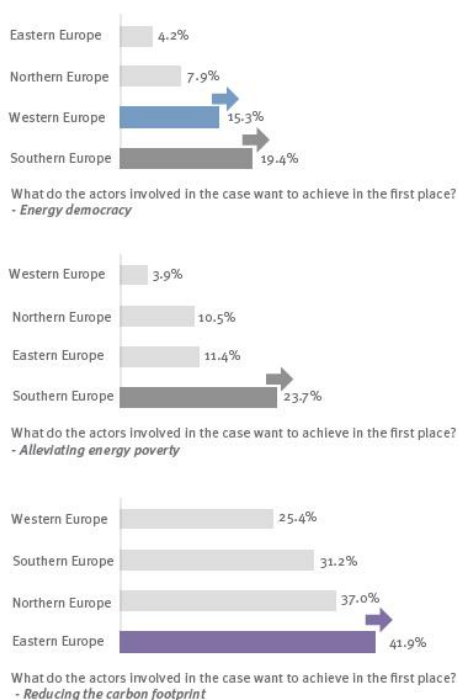 Eastern Europe 4.2%
Northern Europe 7.9%
Western Europe 15.3%
Southern Europe 19.4%
What do the actors involved in the case want to achieve in the first place?
- Energy democracy
Western Europe 3.9%
Northern Europe 10.5%
Eastern Europe 11.4%
Southern Europe 23.7%
What do the actors involved in the case want to achieve in the first place?
- Alleviating energy poverty
Western Europe 25.4%
Southern Europe 31.2%
Northern Europe 37.0%
Eastern Europe 41.9%
What do the actors involved in the case want to achieve in the first place?
- Reducing the carbon footprint